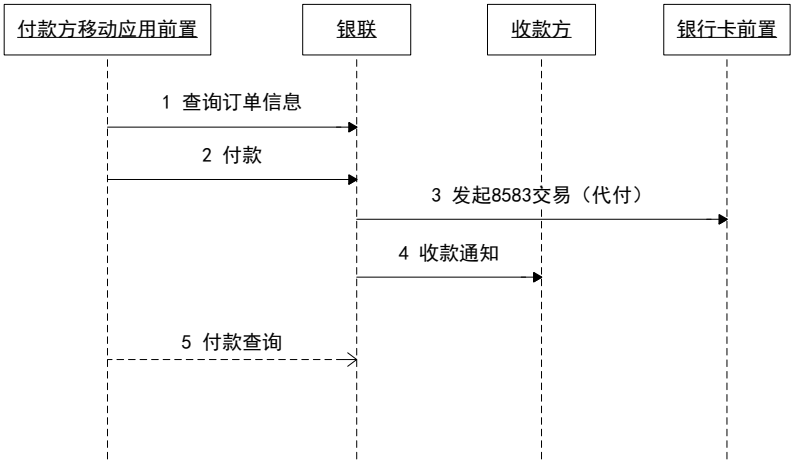 付款方移动应用前置
银联
收款方
银行卡前置
1 查询订单信息
2 付款
3 发起8583交易（代付）
4 收款通知
5 付款查询